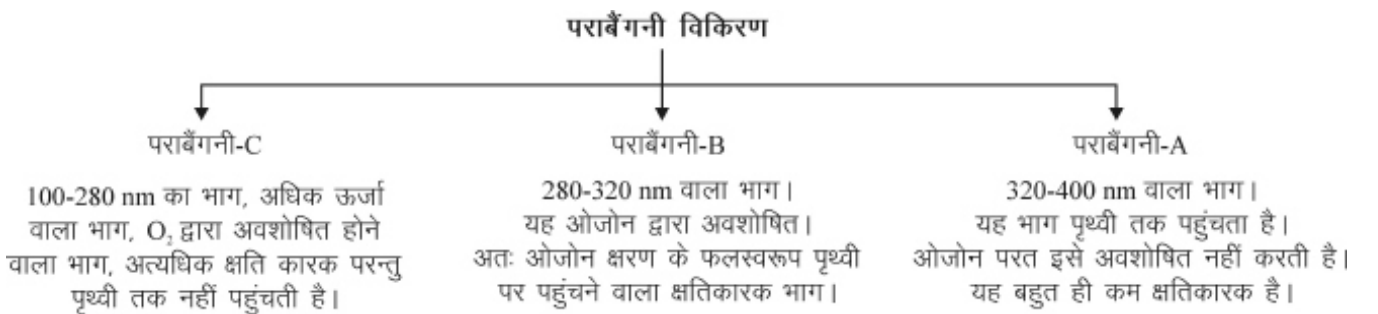 पराबैंगनी विकिरण
पराबैंगनी-C
100-280 nm का भाग, अधिक ऊर्जा
वाला भाग, O₂ द्वारा अवशोषित होने
वाला भाग, अत्यधिक क्षति कारक परन्तु
पृथ्वी तक नहीं पहुंचती है।
पराबैंगनी-B
280-320 nm वाला भाग।
यह ओजोन द्वारा अवशोषित।
अतः ओजोन क्षरण के फलस्वरूप पृथ्वी
पर पहुंचने वाला क्षतिकारक भाग।
पराबैंगनी-A
320-400 nm वाला भाग।
यह भाग पृथ्वी तक पहुंचता है।
ओजोन परत इसे अवशोषित नहीं करती है।
यह बहुत ही कम क्षतिकारक है।